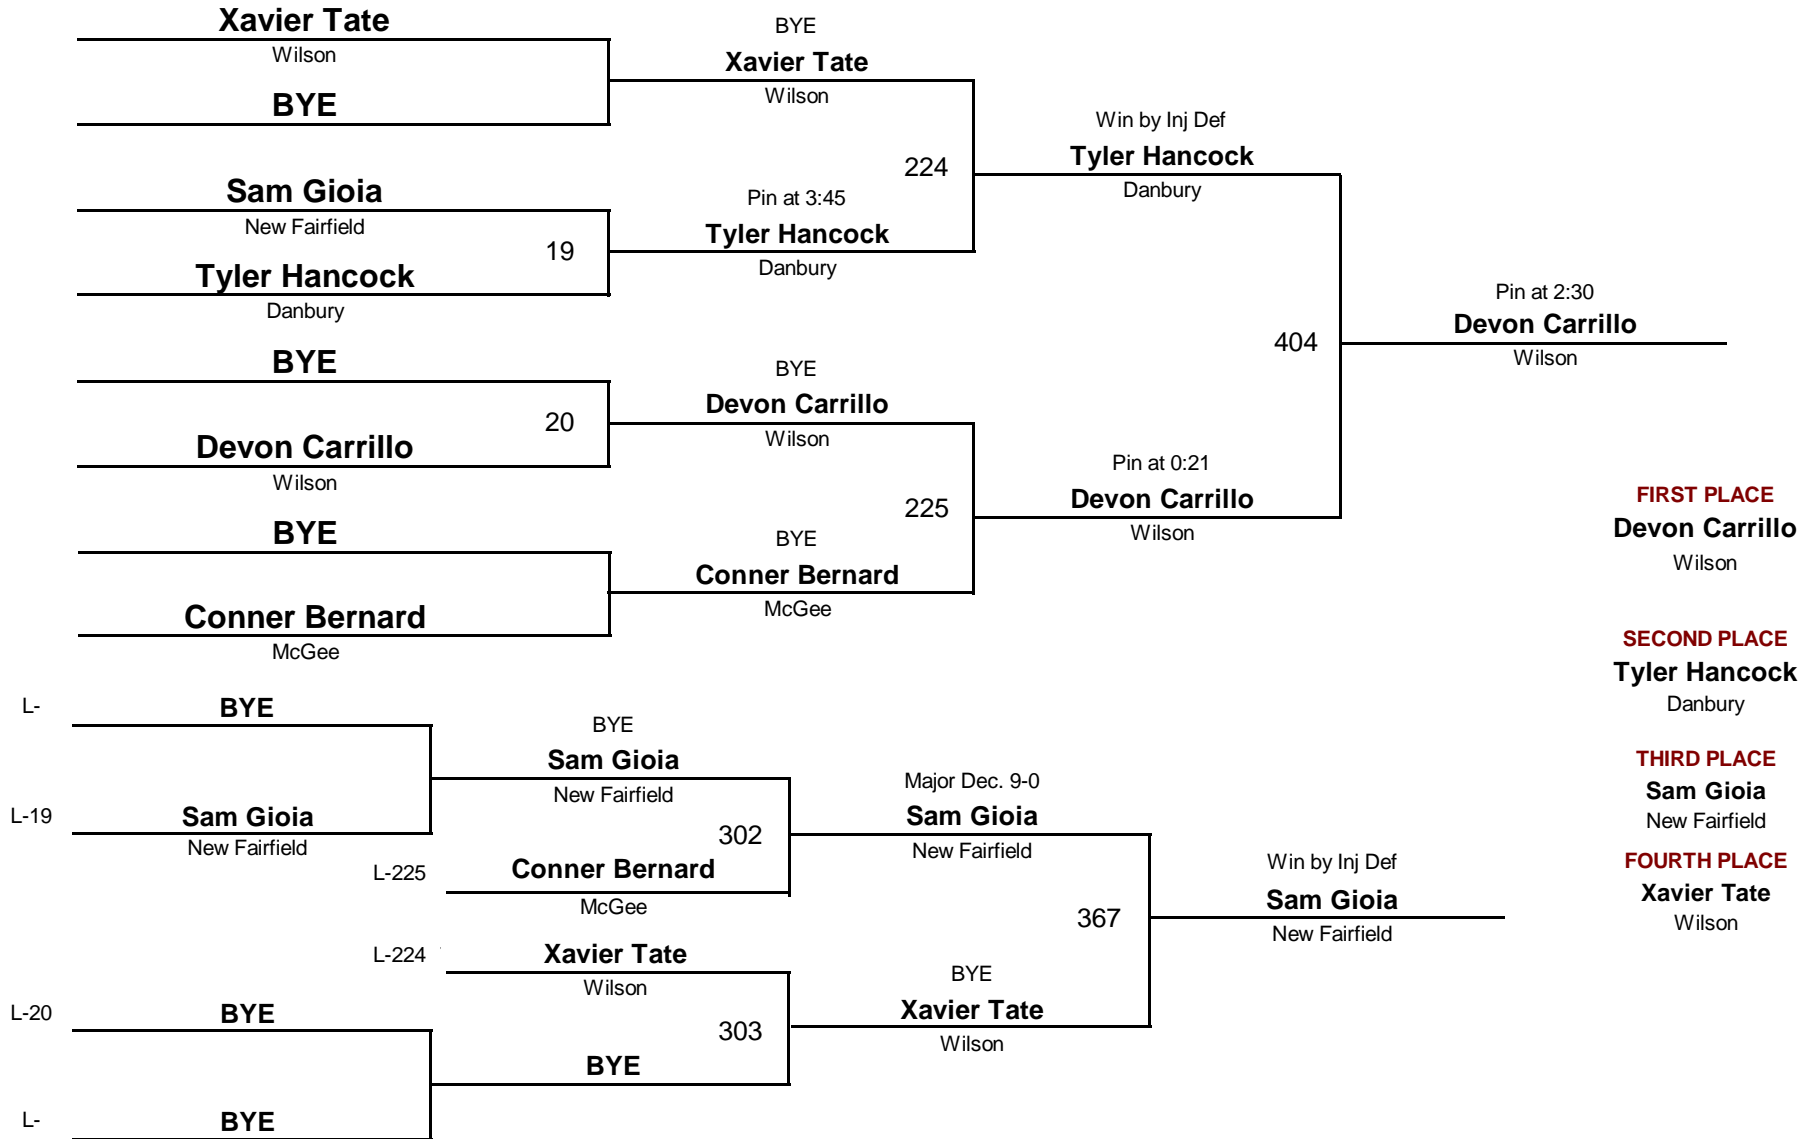 Xavier Tate
Wilson
BYE
Sam Gioia
New Fairfield
19
Tyler Hancock
Danbury
BYE
20
Devon Carrillo
Wilson
BYE
Conner Bernard
McGee
BYE
Xavier Tate
Wilson
224
Pin at 3:45
Tyler Hancock
Danbury
BYE
Devon Carrillo
Wilson
225
BYE
Conner Bernard
McGee
Win by Inj Def
Tyler Hancock
Danbury
404
Pin at 0:21
Devon Carrillo
Wilson
Pin at 2:30
Devon Carrillo
Wilson
L-
BYE
L-19
Sam Gioia
New Fairfield
L-20
BYE
L-
BYE
BYE
Sam Gioia
New Fairfield
302
L-225
Conner Bernard
McGee
L-224
Xavier Tate
Wilson
303
BYE
Major Dec. 9-0
Sam Gioia
New Fairfield
367
BYE
Xavier Tate
Wilson
Win by Inj Def
Sam Gioia
New Fairfield
FIRST PLACE
Devon Carrillo
Wilson
SECOND PLACE
Tyler Hancock
Danbury
THIRD PLACE
Sam Gioia
New Fairfield
FOURTH PLACE
Xavier Tate
Wilson